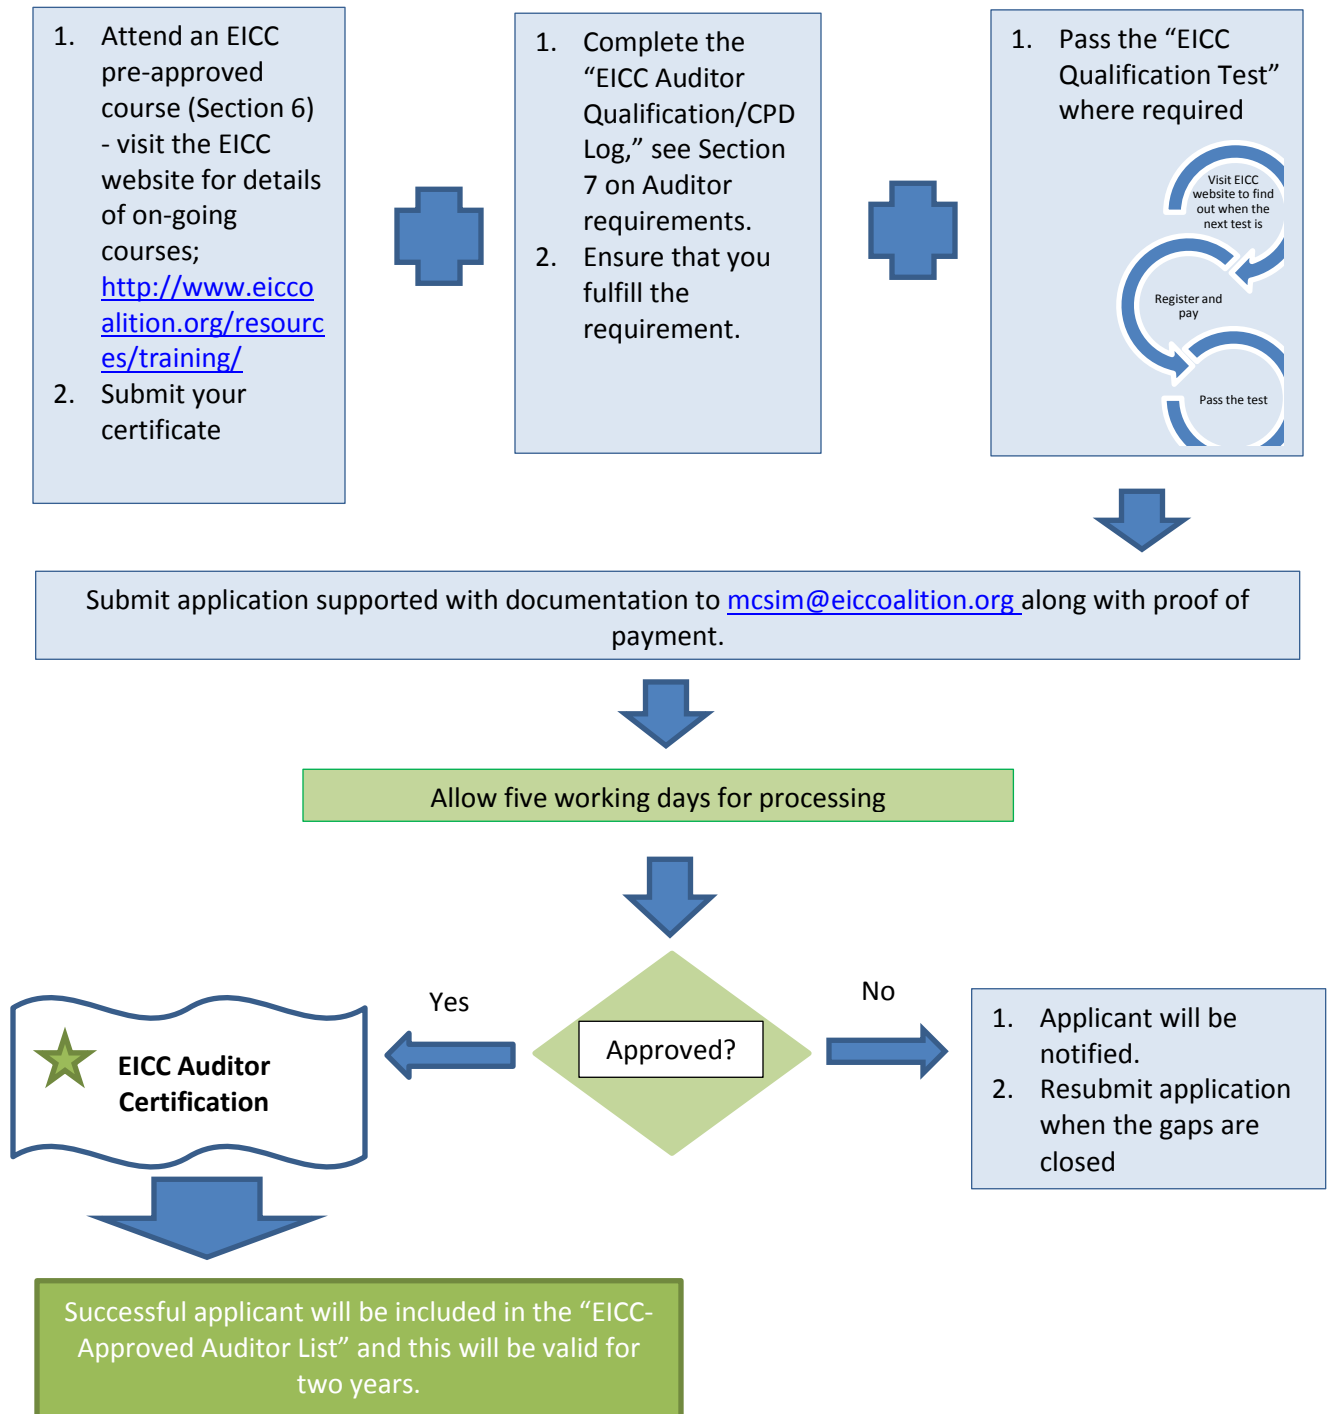 1. Attend an EICC
pre-approved
course (Section 6)
- visit the EICC
website for details
of on-going
courses;
http://www.eicco
alition.org/resourc
es/training/
2. Submit your
certificate
1. Complete the
“EICC Auditor
Qualification/CPD
Log,” see Section
7 on Auditor
requirements.
2. Ensure that you
fulfill the
requirement.
1. Pass the “EICC
Qualification Test”
where required
Visit EICC
website to find
out when the
next test is
Register and
pay
Pass the test
Submit application supported with documentation to mcsim@eiccoalition.org along with proof of
payment.
Allow five working days for processing
Approved?
Yes
No
EICC Auditor
Certification
1. Applicant will be
notified.
2. Resubmit application
when the gaps are
closed
Successful applicant will be included in the “EICC-
Approved Auditor List” and this will be valid for
two years.